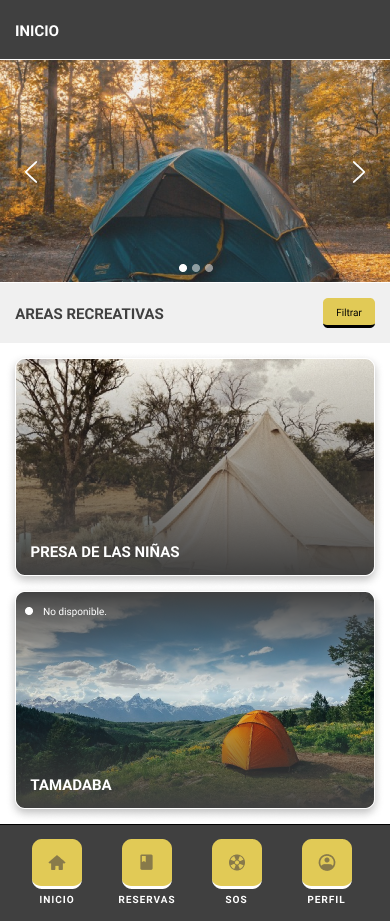 INICIO
AREAS RECREATIVAS
Filtrar
PRESA DE LAS NIÑAS
No disponible.
TAMADABA
INICIO
RESERVAS
SOS
PERFIL